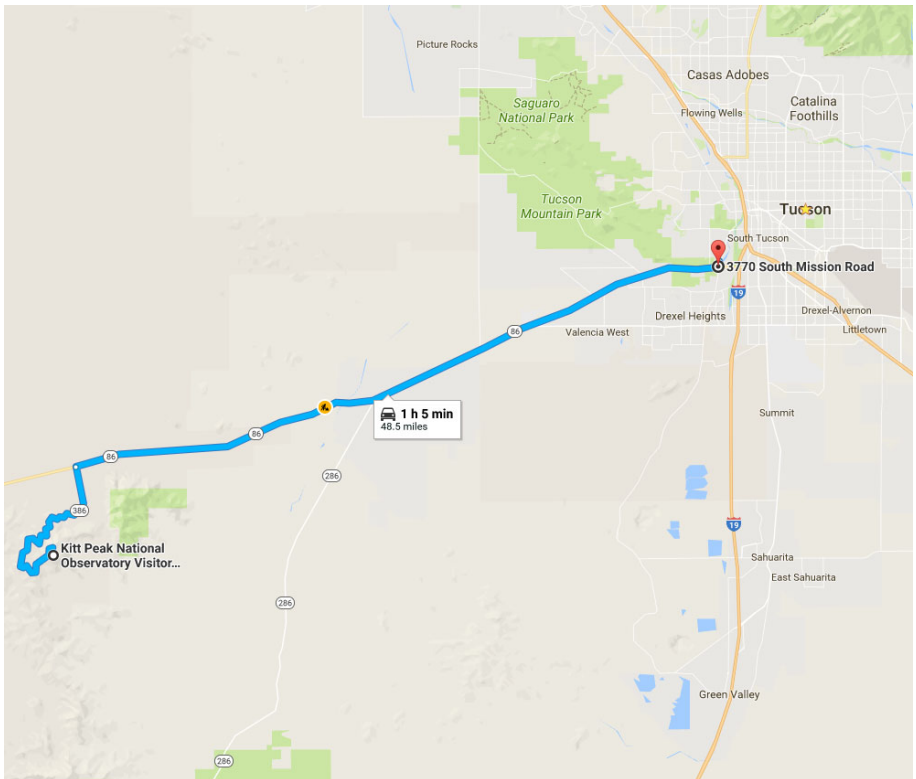 Picture Rocks
Casas Adobes
Saguaro
National Park
Catalina
Foothills
Flowing Wells
Tucson
Mountain Park
Tucson
South Tucson
3770 South Mission Road
19
Drexel Heights
Drexel-Alvernon
86
Valencia West
Littletown
1 h 5 min
48.5 miles
Summit
86
86
286
386
19
Kitt Peak National
Observatory Visitor...
Sahuarita
East Sahuarita
286
Green Valley
286